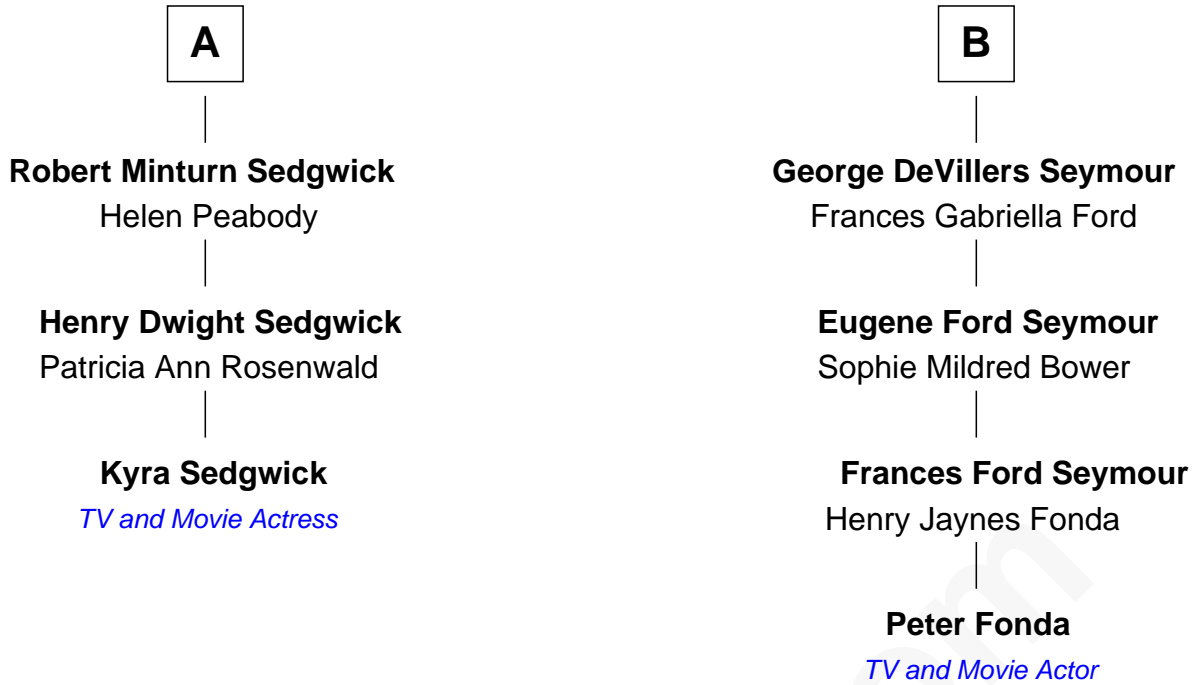 A
Robert Minturn Sedgwick
Helen Peabody
Henry Dwight Sedgwick
Patricia Ann Rosenwald
Kyra Sedgwick
TV and Movie Actress
B
George DeVillers Seymour
Frances Gabriella Ford
Eugene Ford Seymour
Sophie Mildred Bower
Frances Ford Seymour
Henry Jaynes Fonda
Peter Fonda
TV and Movie Actor